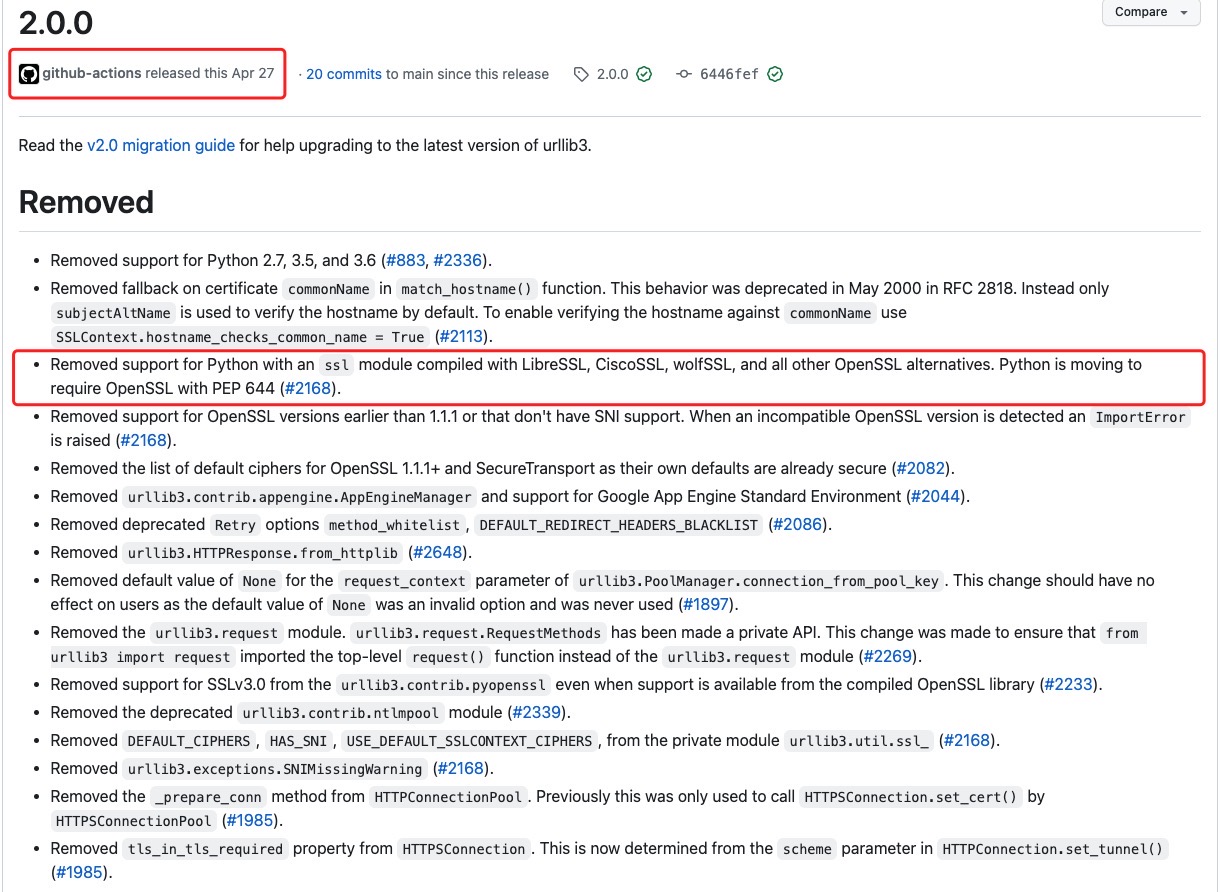 2.0.0
Compare
github-actions released this Apr 27 · 20 commits to main since this release 2.0.0 6446fef
Read the v2.0 migration guide for help upgrading to the latest version of urllib3.
Removed
• Removed support for Python 2.7, 3.5, and 3.6 (#883, #2336).
• Removed fallback on certificate commonName in match_hostname() function. This behavior was deprecated in May 2000 in RFC 2818. Instead only
subjectAltName is used to verify the hostname by default. To enable verifying the hostname against commonName use
SSLContext.hostname_checks_common_name = True (#2113).
• Removed support for Python with an ssl module compiled with LibreSSL, CiscoSSL, wolfSSL, and all other OpenSSL alternatives. Python is moving to
require OpenSSL with PEP 644 (#2168).
• Removed support for OpenSSL versions earlier than 1.1.1 or that don't have SNI support. When an incompatible OpenSSL version is detected an ImportError
is raised (#2168).
• Removed the list of default ciphers for OpenSSL 1.1.1+ and SecureTransport as their own defaults are already secure (#2082).
• Removed urllib3.contrib.appengine.AppEngineManager and support for Google App Engine Standard Environment (#2044).
• Removed deprecated Retry options method_whitelist, DEFAULT_REDIRECT_HEADERS_BLACKLIST (#2086).
• Removed urllib3.HTTPResponse.from_httplib (#2648).
• Removed default value of None for the request_context parameter of urllib3.PoolManager.connection_from_pool_key. This change should have no
effect on users as the default value of None was an invalid option and was never used (#1897).
• Removed the urllib3.request module. urllib3.request.RequestMethods has been made a private API. This change was made to ensure that from
urllib3 import request imported the top-level request() function instead of the urllib3.request module (#2269).
• Removed support for SSLv3.0 from the urllib3.contrib.pyopenssl even when support is available from the compiled OpenSSL library (#2233).
• Removed the deprecated urllib3.contrib.ntlmpool module (#2339).
• Removed DEFAULT_CIPHERS, HAS_SNI, USE_DEFAULT_SSLCONTEXT_CIPHERS, from the private module urllib3.util.ssl_ (#2168).
• Removed urllib3.exceptions.SNIMissingWarning (#2168).
• Removed the _prepare_conn method from HTTPConnectionPool. Previously this was only used to call HTTPSConnection.set_cert() by
HTTPSConnectionPool (#1985).
• Removed tls_in_tls_required property from HTTPSConnection. This is now determined from the scheme parameter in HTTPConnection.set_tunnel()
(#1985).